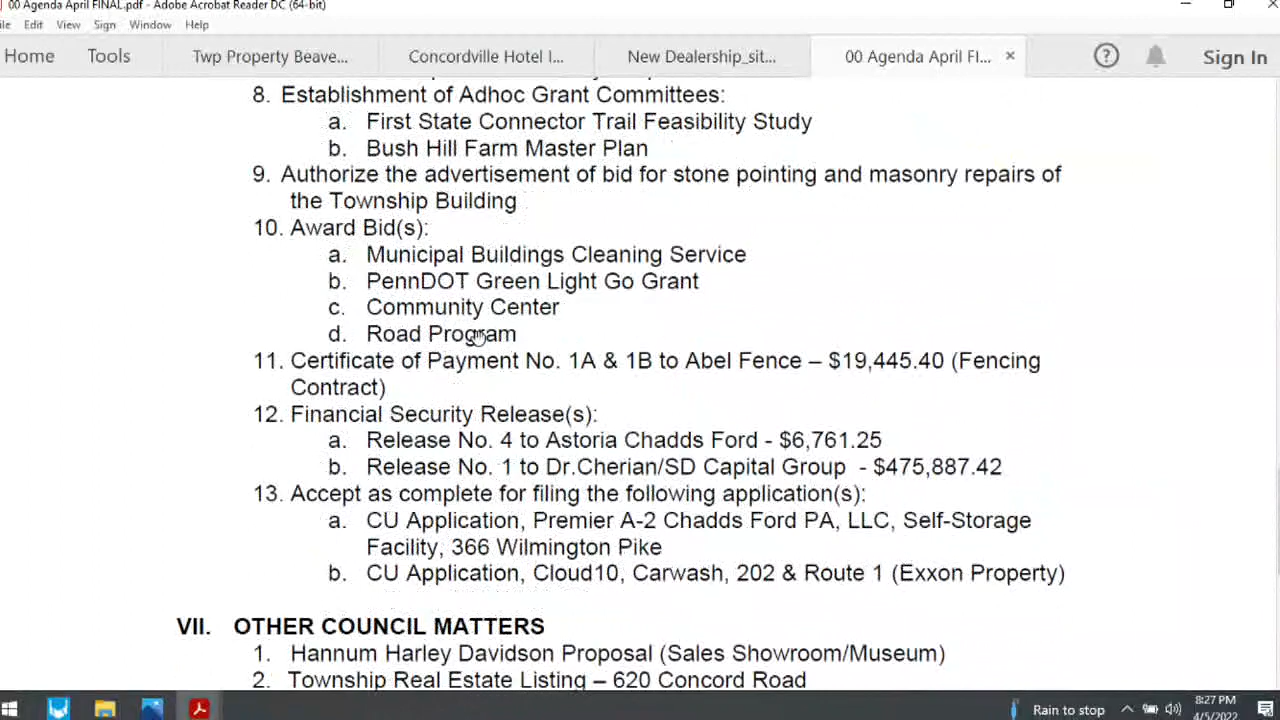 00 Agenda April FINAL.pdf - Adobe Acrobat Reader DC (64-bit)
Edit View Sign Window Help
Home Tools Twp Property Beave... Concordville Hotel I... New Dealership_sit... 00 Agenda April FI... × ? Sign In
8. Establishment of Adhoc Grant Committees:
a. First State Connector Trail Feasibility Study
b. Bush Hill Farm Master Plan
9. Authorize the advertisement of bid for stone pointing and masonry repairs of
the Township Building
10. Award Bid(s):
a. Municipal Buildings Cleaning Service
b. PennDOT Green Light Go Grant
c. Community Center
d. Road Program
11. Certificate of Payment No. 1A & 1B to Abel Fence – $19,445.40 (Fencing
Contract)
12. Financial Security Release(s):
a. Release No. 4 to Astoria Chadds Ford - $6,761.25
b. Release No. 1 to Dr.Cherian/SD Capital Group - $475,887.42
13. Accept as complete for filing the following application(s):
a. CU Application, Premier A-2 Chadds Ford PA, LLC, Self-Storage
Facility, 366 Wilmington Pike
b. CU Application, Cloud10, Carwash, 202 & Route 1 (Exxon Property)
VII. OTHER COUNCIL MATTERS
1. Hannum Harley Davidson Proposal (Sales Showroom/Museum)
2. Township Real Estate Listing – 620 Concord Road
Rain to stop 8:27 PM
4/5/2022